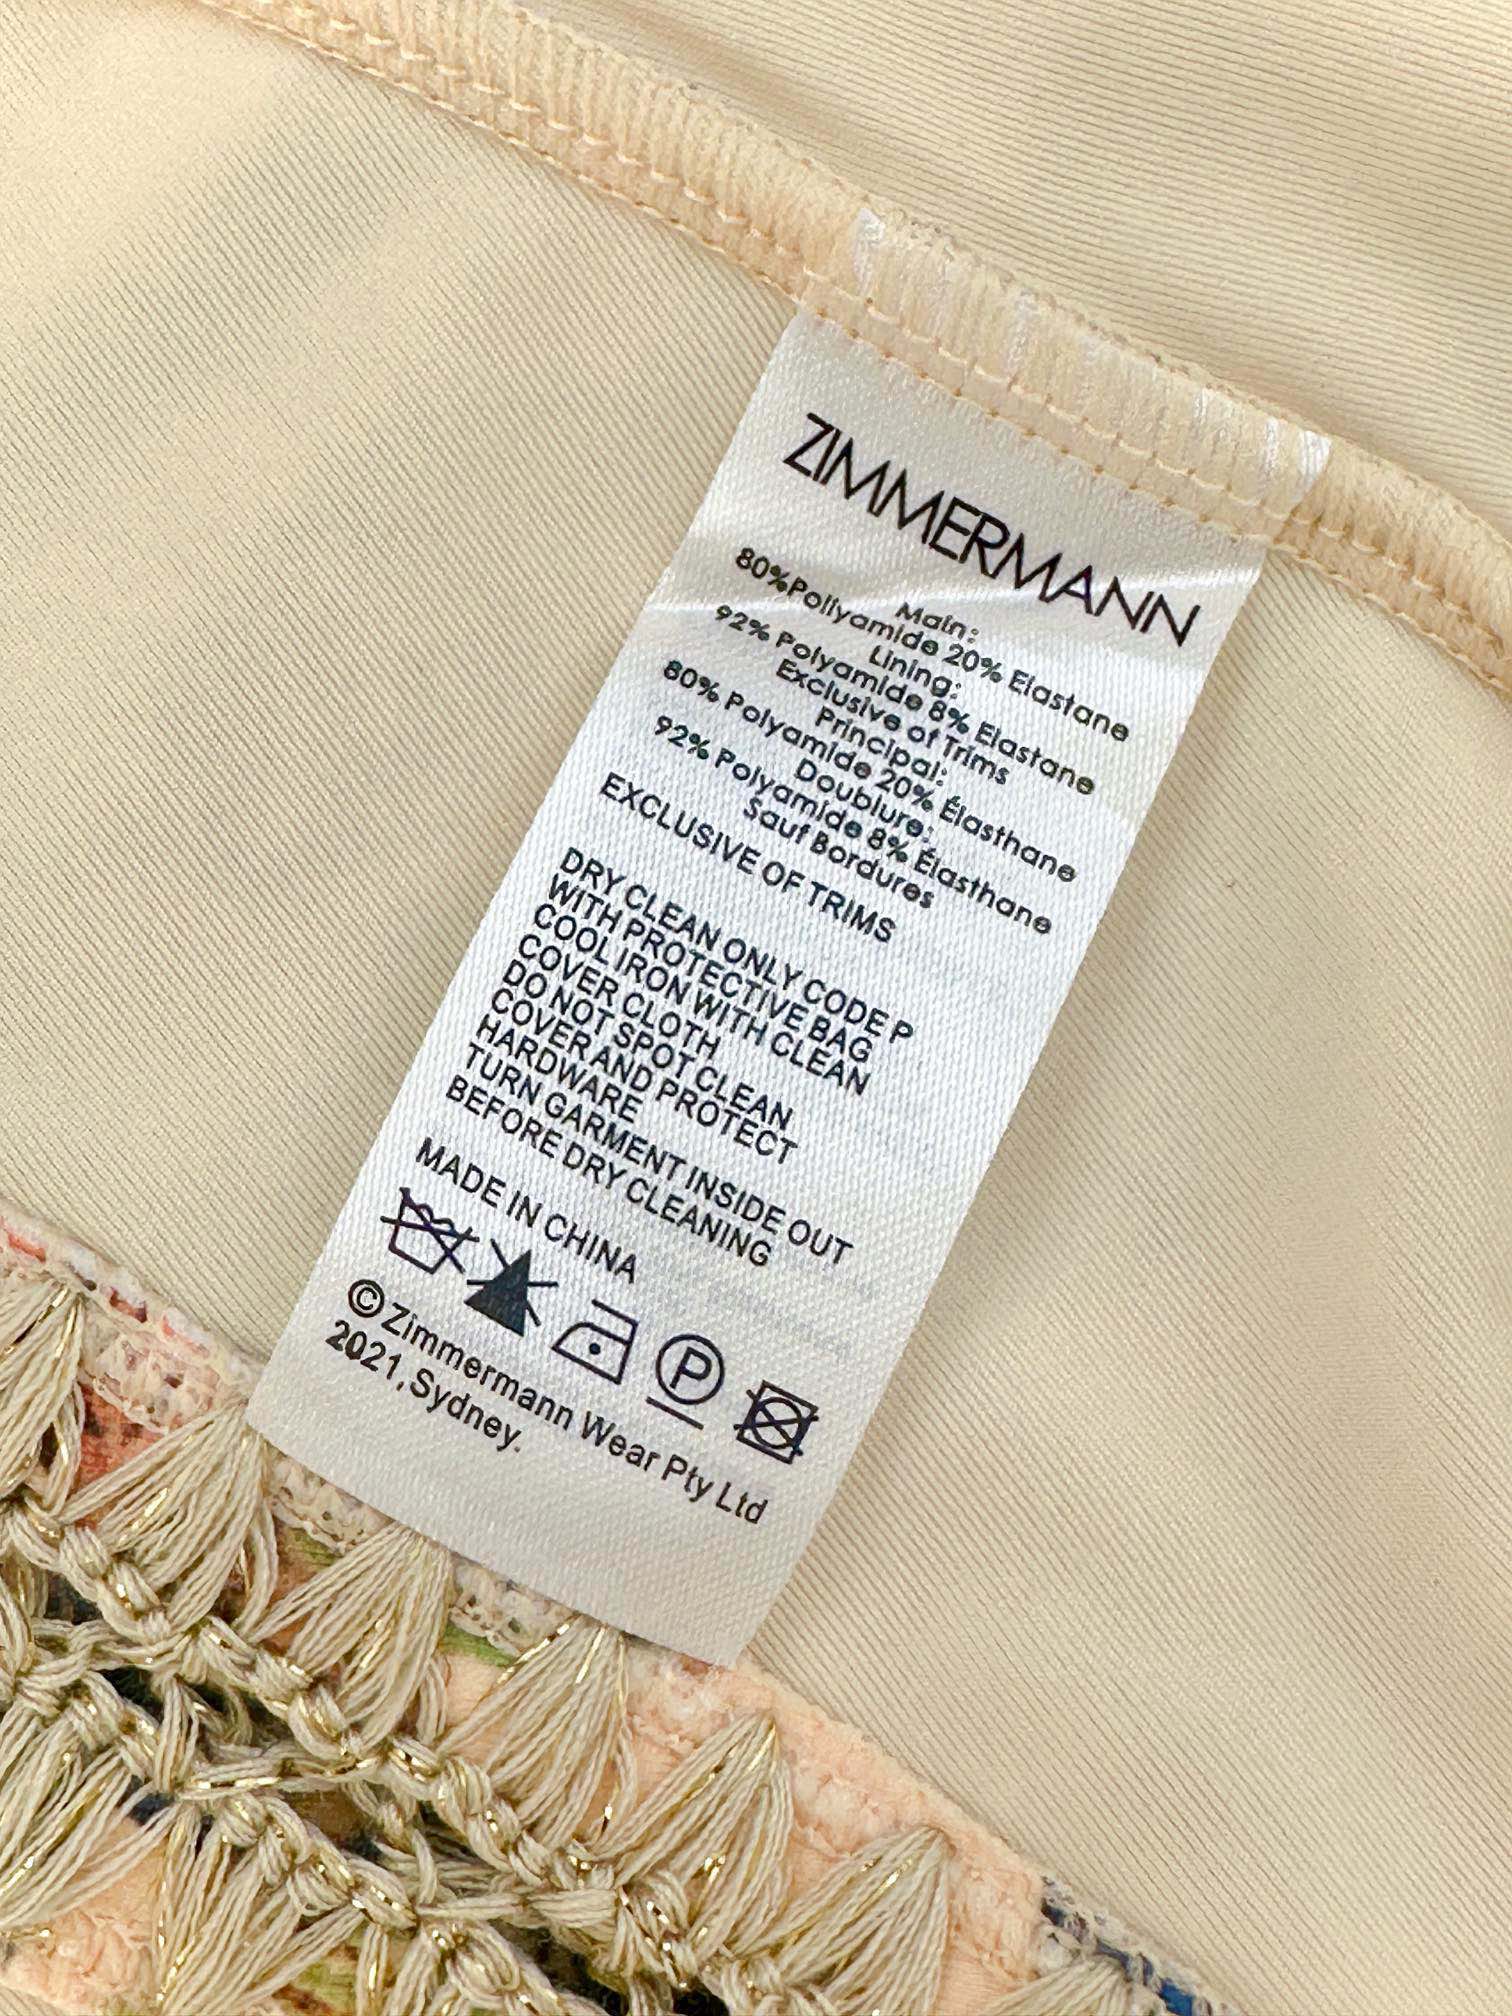 ZIMMERMANN
Main:
80%Pollyamide 20% Elastane
Lining:
92% Polyamide 8% Elastane
Exclusive of Trims
Principal:
80% Polyamide 20% Élasthane
Doublure:
92% Polyamide 8% Élasthane
Sauf Bordures
EXCLUSIVE OF TRIMS
DRY CLEAN ONLY CODE P
WITH PROTECTIVE BAG
COOL IRON WITH CLEAN
COVER CLOTH
DO NOT SPOT CLEAN
COVER AND PROTECT
HARDWARE
TURN GARMENT INSIDE OUT
BEFORE DRY CLEANING
MADE IN CHINA
P
©Zimmermann Wear Pty Ltd
2021,Sydney.